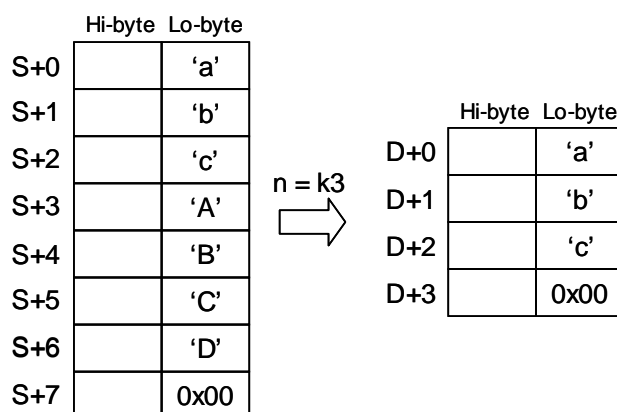 Hi-byte Lo-byte
S+0 ‘a’
S+1 ‘b’
S+2 ‘c’
S+3 ‘A’
S+4 ‘B’
S+5 ‘C’
S+6 ‘D’
S+7 0x00
n = k3
Hi-byte Lo-byte
D+0 ‘a’
D+1 ‘b’
D+2 ‘c’
D+3 0x00